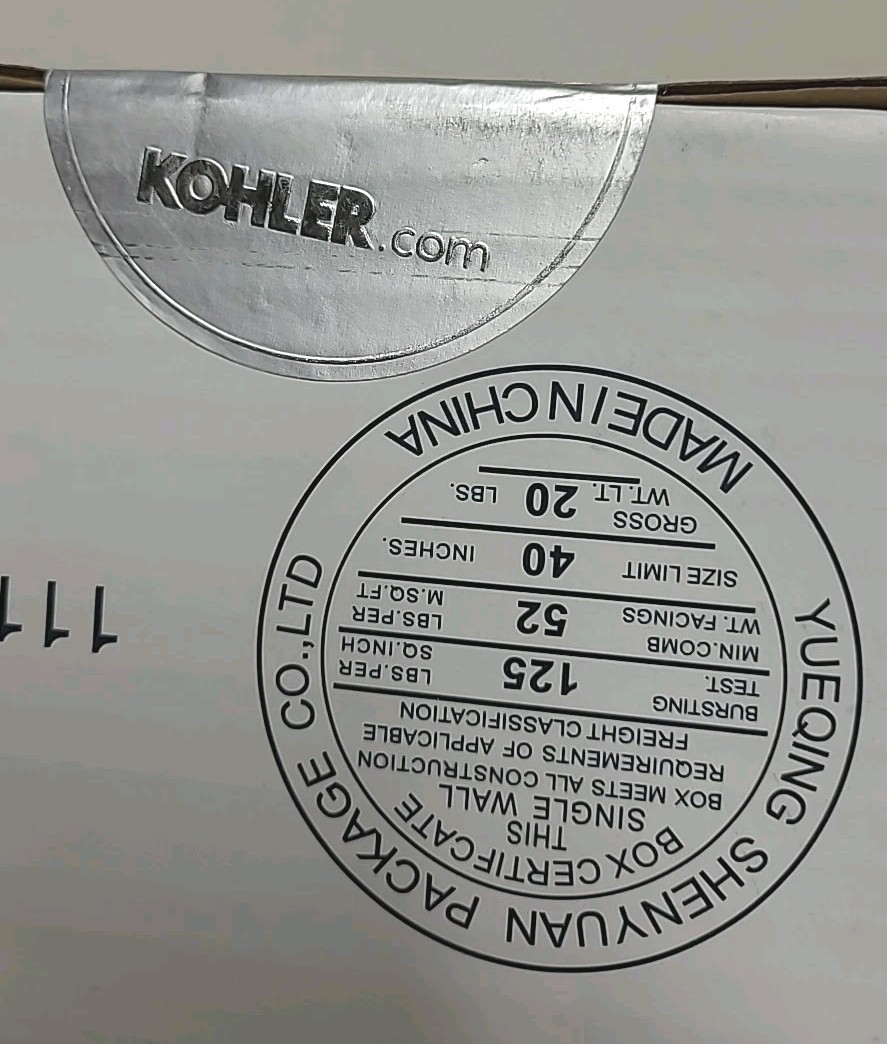 KOHLER.com
YUEQING SHENYUAN PACKAGE CO.,LTD
BOX CERTIFCATE
THIS
SINGLE WALL
BOX MEETS ALL CONSTRUCTION
REQUIREMENTS OF APPLICABLE
FREIGHT CLASSIFICATION
BURSTING TEST. 125 LBS.PER SQ.INCH
MIN.COMB WT. FACINGS 52 LBS.PER M.SQ.FT
SIZE LIMIT 40 INCHES.
GROSS WT. LT. 20 LBS.
MADE IN CHINA
111